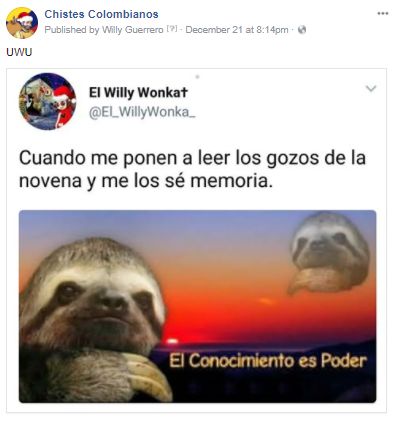 Chistes Colombianos
Published by Willy Guerrero [?] · December 21 at 8:14pm ·
UWU
El Willy Wonka†
@El_WillyWonka_
Cuando me ponen a leer los gozos de la
novena y me los sé memoria.
El Conocimiento es Poder